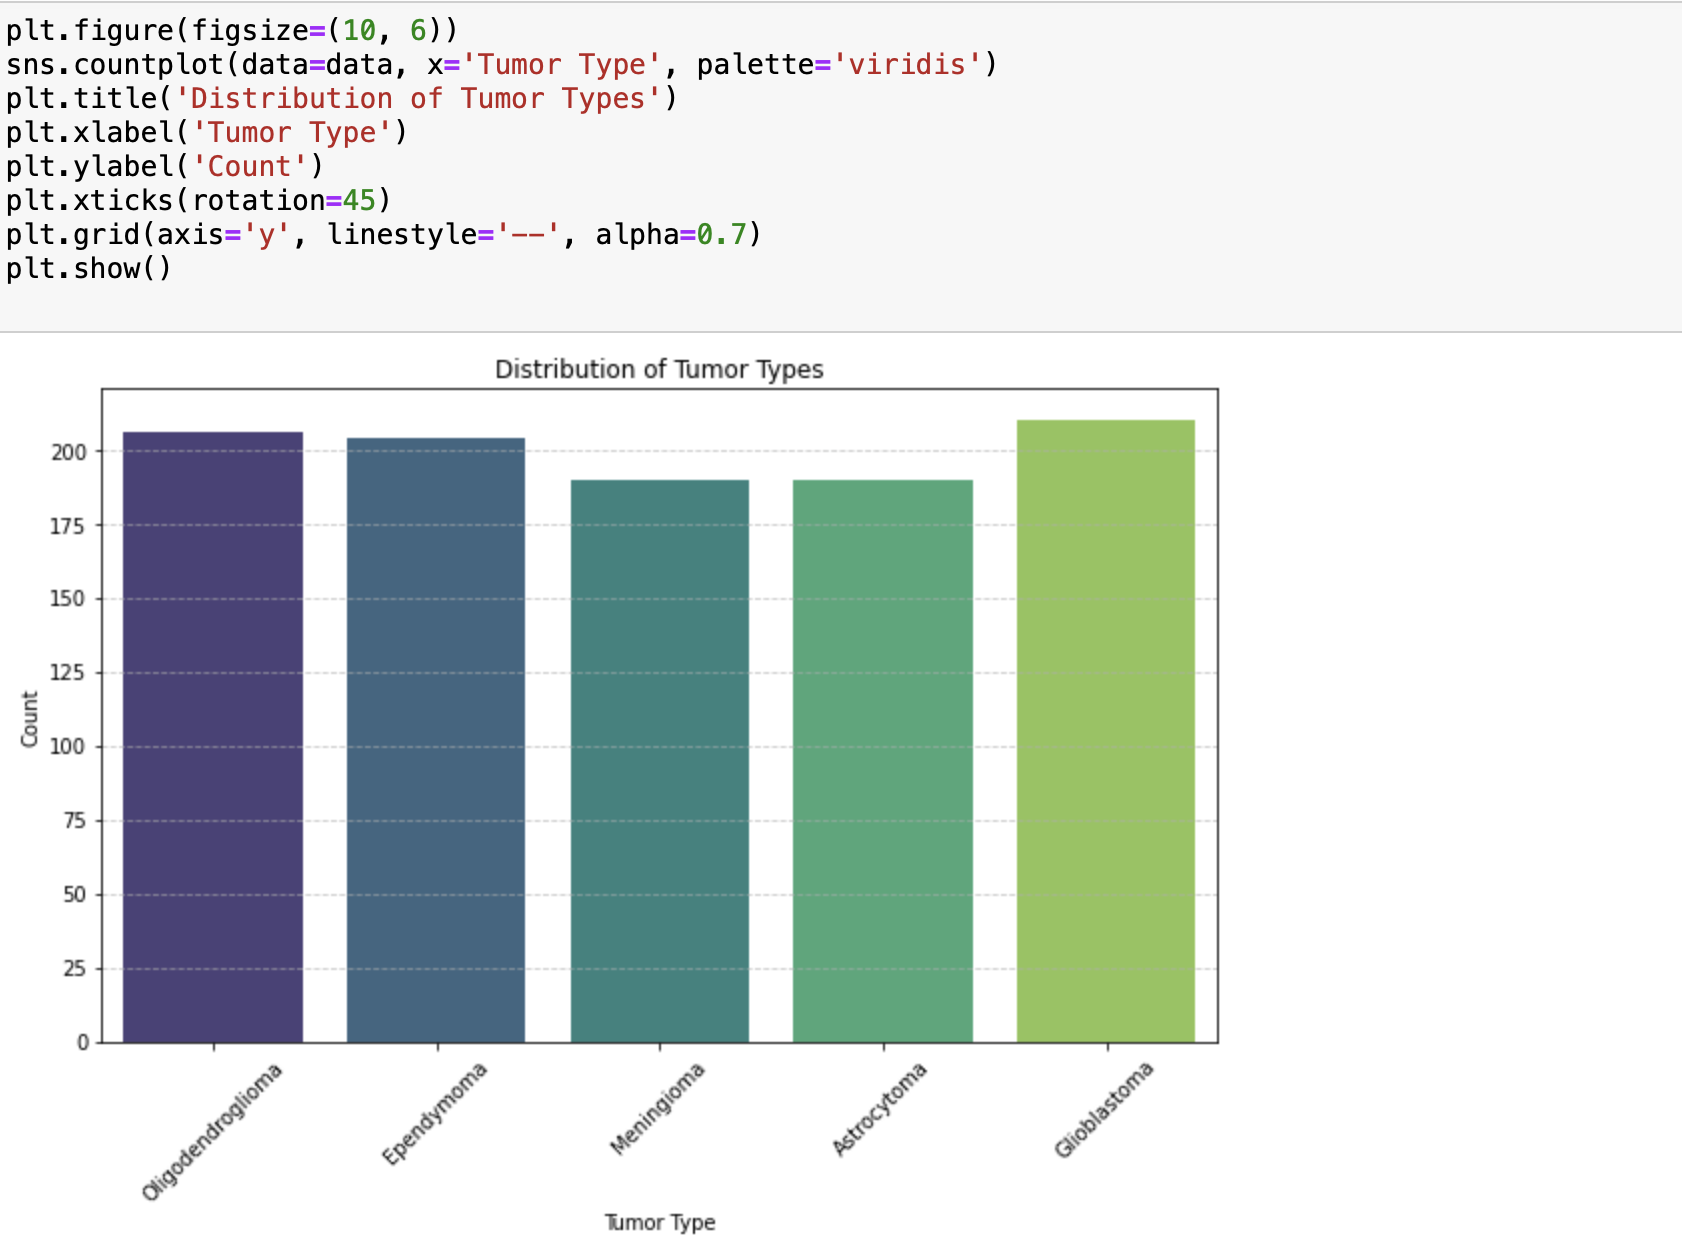 plt.figure(figsize=(10, 6))
sns.countplot(data=data, x='Tumor Type', palette='viridis')
plt.title('Distribution of Tumor Types')
plt.xlabel('Tumor Type')
plt.ylabel('Count')
plt.xticks(rotation=45)
plt.grid(axis='y', linestyle='--', alpha=0.7)
plt.show()
Distribution of Tumor Types
200
175
150
125
100
75
50
25
0
Count
Oligodendroglioma
Ependymoma
Meningioma
Astrocytoma
Glioblastoma
Tumor Type